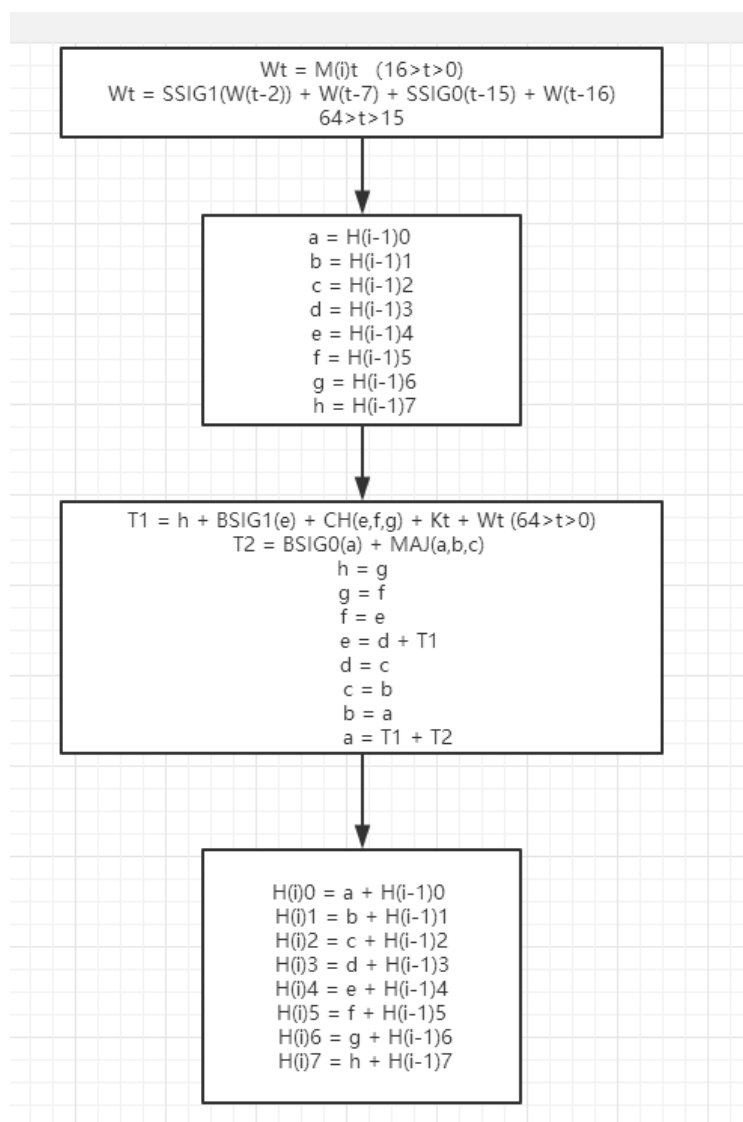 Wt = M(i)t (16>t>0)
Wt = SSIG1(W(t-2)) + W(t-7) + SSIG0(t-15) + W(t-16)
64>t>15
a = H(i-1)0
b = H(i-1)1
c = H(i-1)2
d = H(i-1)3
e = H(i-1)4
f = H(i-1)5
g = H(i-1)6
h = H(i-1)7
T1 = h + BSIG1(e) + CH(e,f,g) + Kt + Wt (64>t>0)
T2 = BSIG0(a) + MAJ(a,b,c)
h = g
g = f
f = e
e = d + T1
d = c
c = b
b = a
a = T1 + T2
H(i)0 = a + H(i-1)0
H(i)1 = b + H(i-1)1
H(i)2 = c + H(i-1)2
H(i)3 = d + H(i-1)3
H(i)4 = e + H(i-1)4
H(i)5 = f + H(i-1)5
H(i)6 = g + H(i-1)6
H(i)7 = h + H(i-1)7